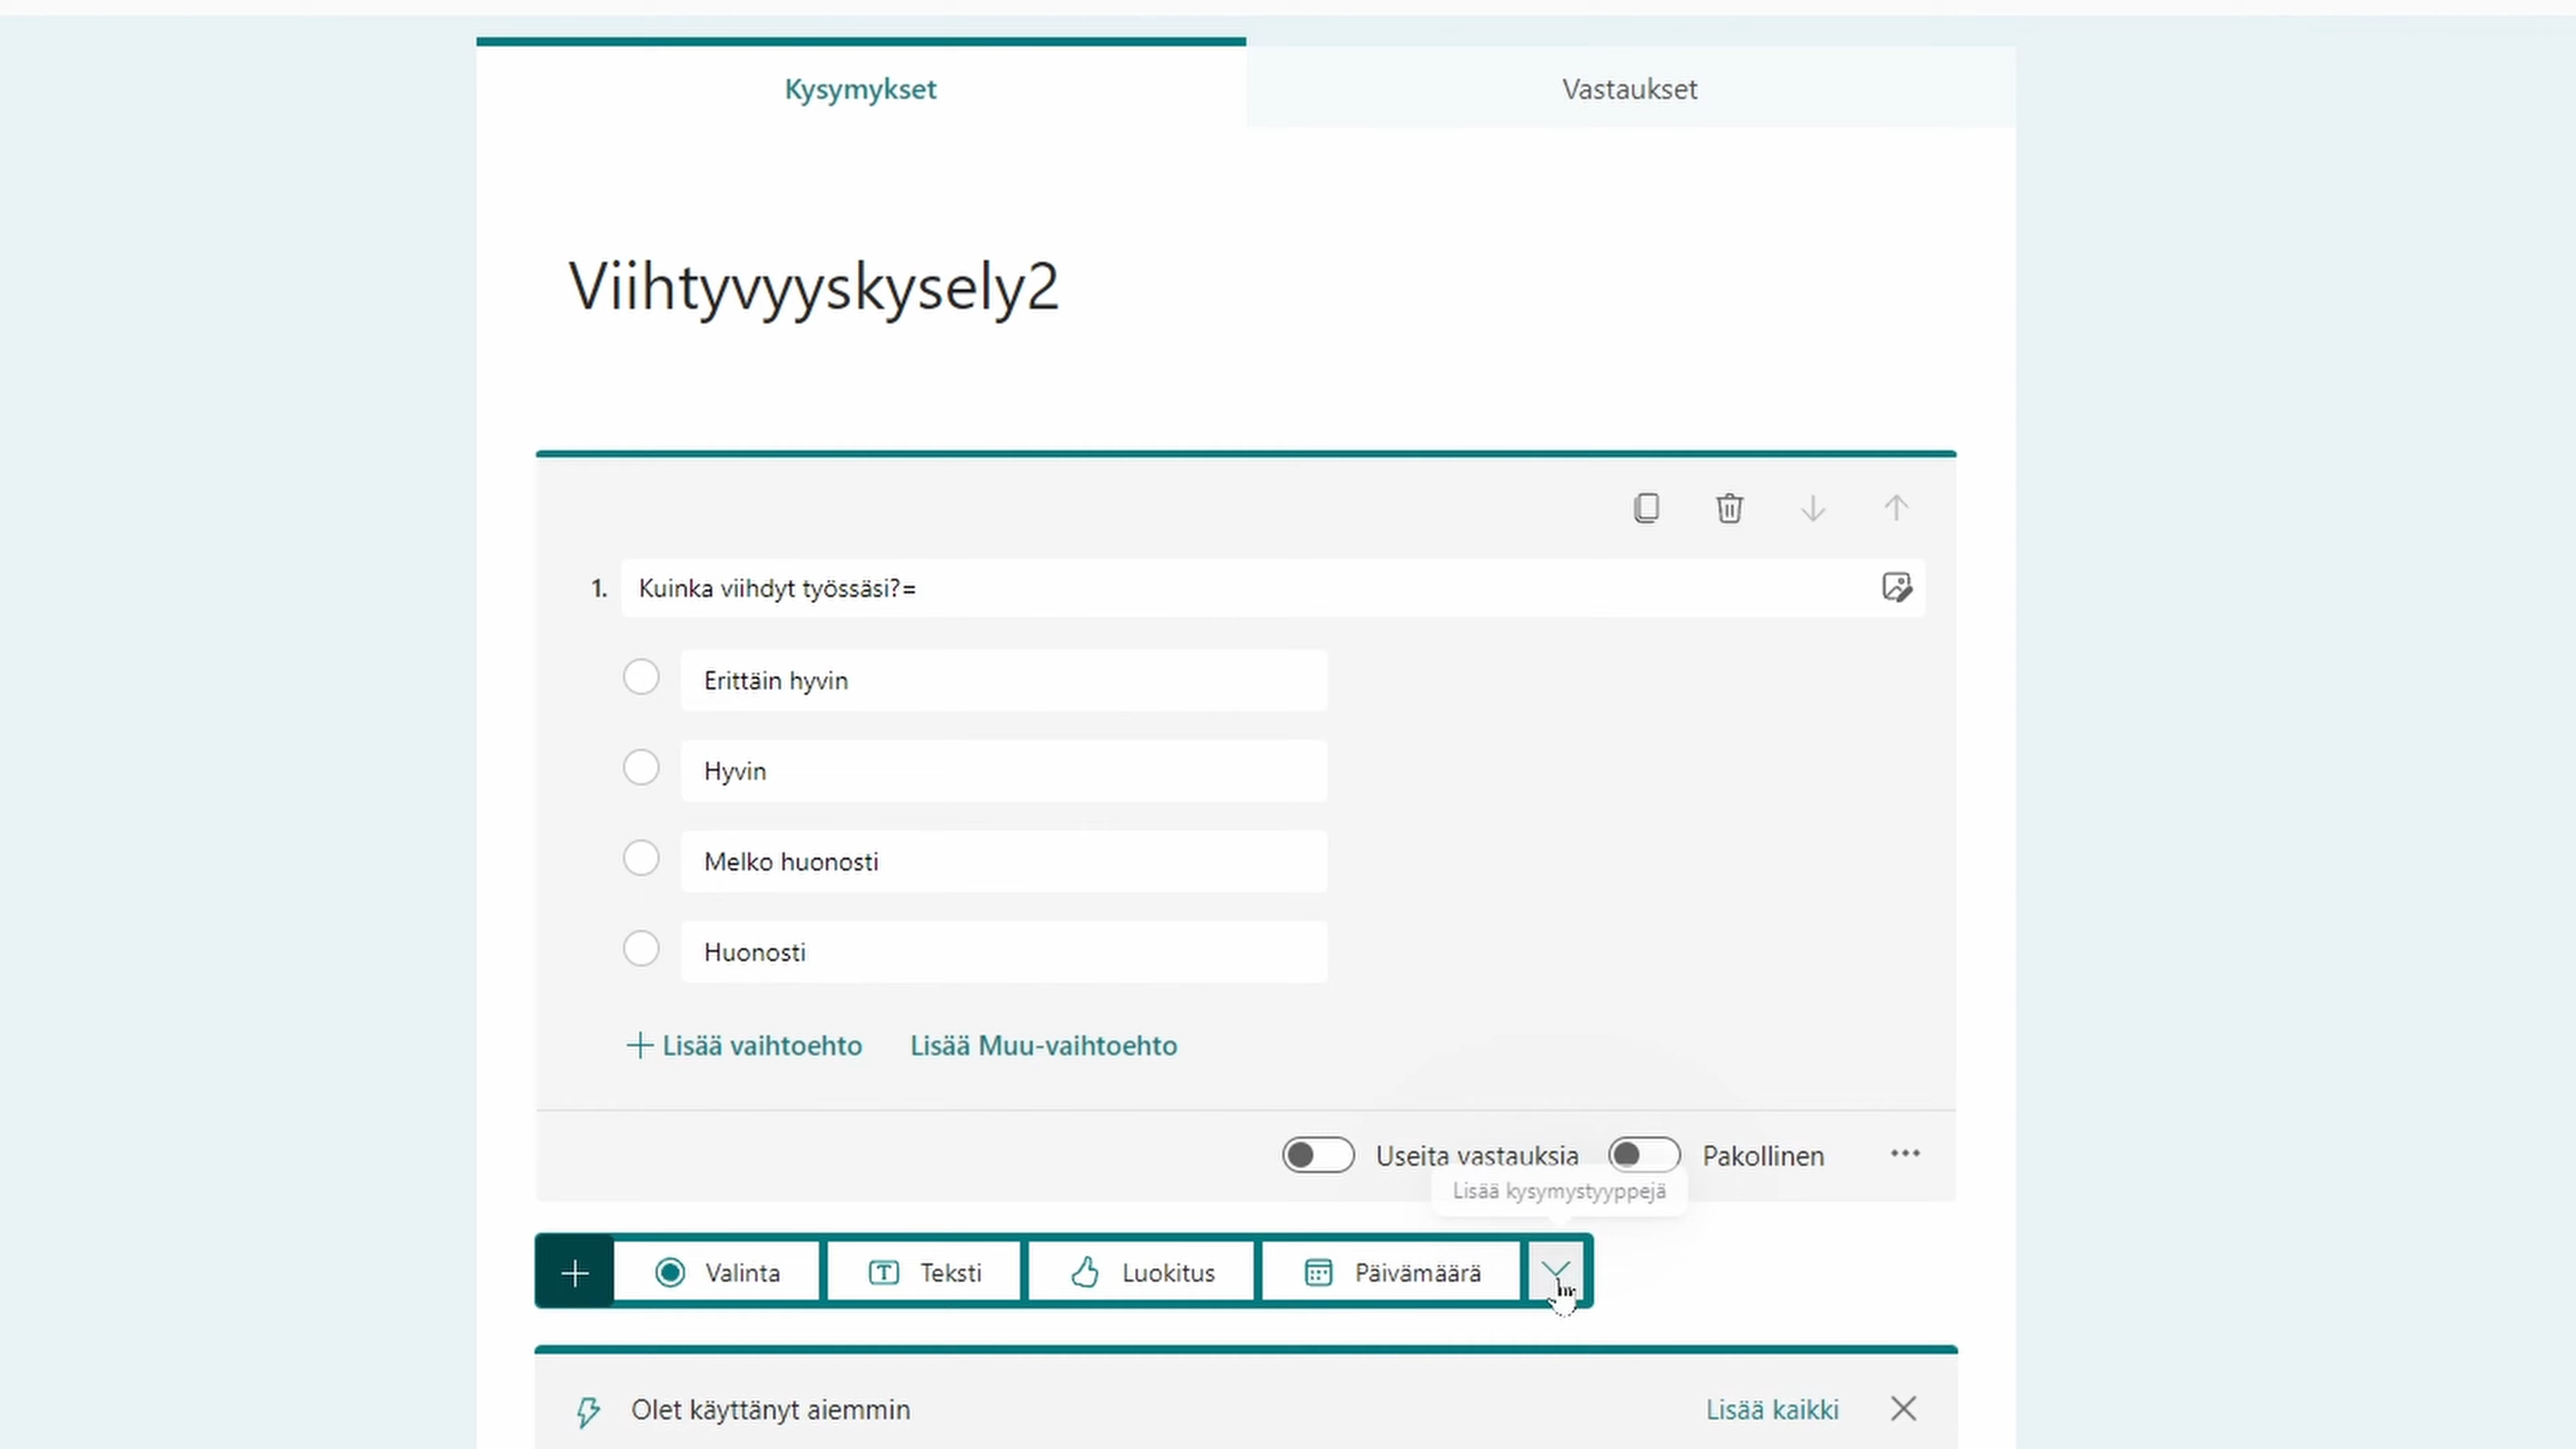 Kysymykset
Vastaukset
Viihtyvyyskysely2
1. Kuinka viihdyt työssäsi?=
Erittäin hyvin
Hyvin
Melko huonosti
Huonosti
Lisää vaihtoehto
Lisää Muu-vaihtoehto
Useita vastauksia
Pakollinen
Lisää kysymystyyppejä
Valinta
Teksti
Luokitus
Päivämäärä
Olet käyttänyt aiemmin
Lisää kaikki